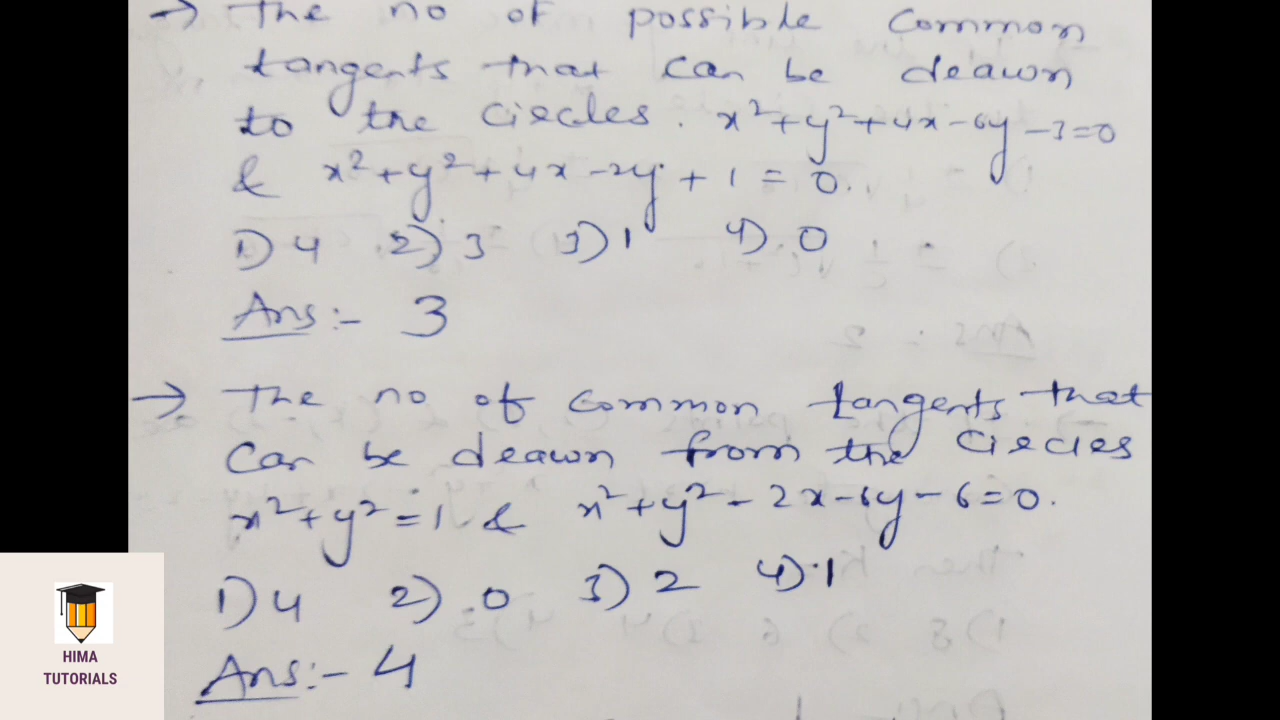 → The no of possible common
tangents that can be drawn
to the circles. x²+y²+4x-6y-3=0
& x²+y²+4x-2y+1=0.
1) 4 2) 3 3) 1 4) 0
Ans:- 3
→ The no of common tangents that
can be drawn from the circles
x²+y²=1 & x²+y²-2x-6y-6=0.
1) 4 2) 0 3) 2 4) 1
Ans:- 4
HIMA
TUTORIALS